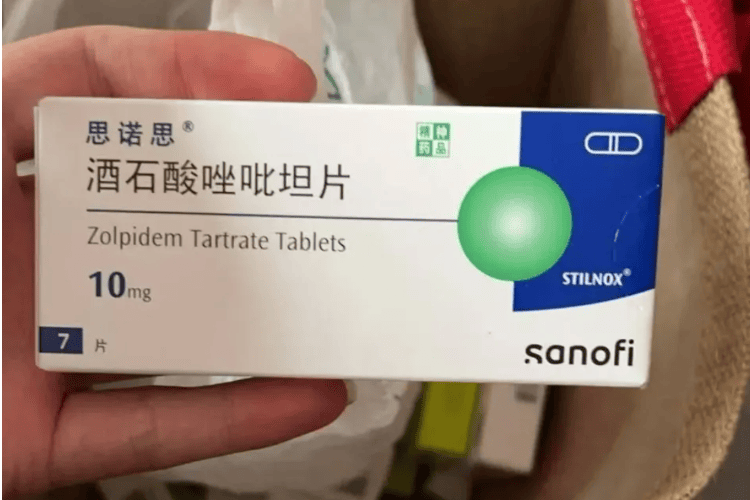 思诺思®
酒石酸唑吡坦片
精神
药品
Zolpidem Tartrate Tablets
10mg
7片
STILNOX®
sanofi